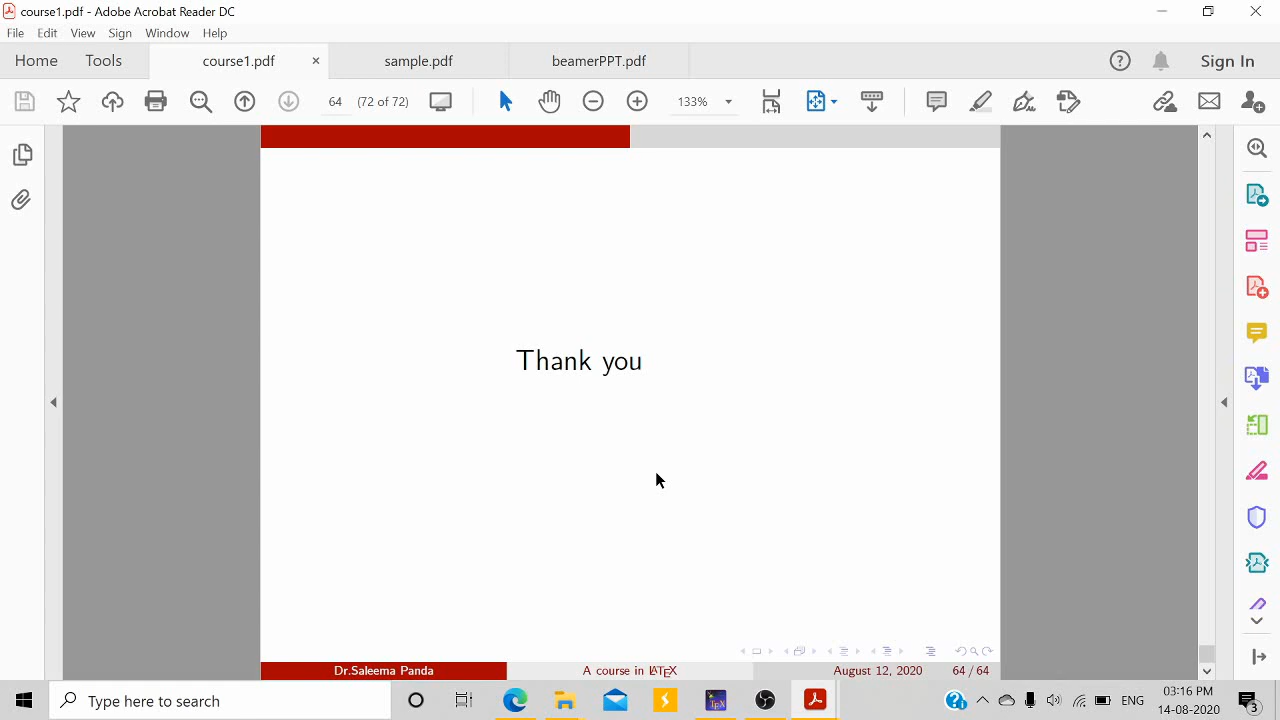 course1.pdf - Adobe Acrobat Reader DC
File Edit View Sign Window Help
Home Tools course1.pdf × sample.pdf beamerPPT.pdf Sign In
64 (72 of 72) 133%
Thank you
Dr.Saleema Panda A course in LATEX August 12, 2020 64 / 64
Type here to search ENG 03:16 PM
14-08-2020 3